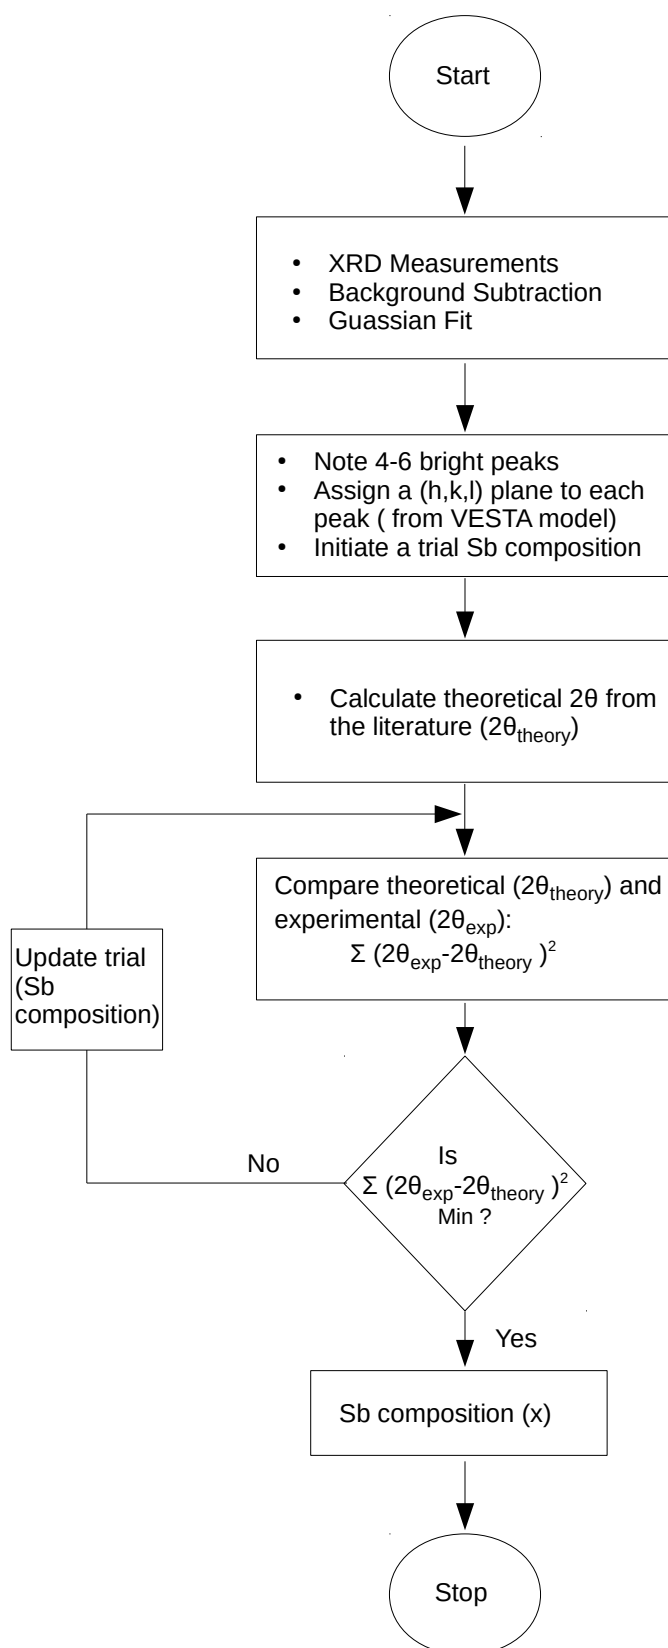 Start
• XRD Measurements
• Background Subtraction
• Guassian Fit
• Note 4-6 bright peaks
• Assign a (h,k,l) plane to each
peak ( from VESTA model)
• Initiate a trial Sb composition
• Calculate theoretical 2θ from
the literature (2θtheory)
Compare theoretical (2θtheory) and
experimental (2θexp):
Σ (2θexp-2θtheory )²
Update trial
(Sb
composition)
Is
Σ (2θexp-2θtheory )²
Min ?
No
Yes
Sb composition (x)
Stop